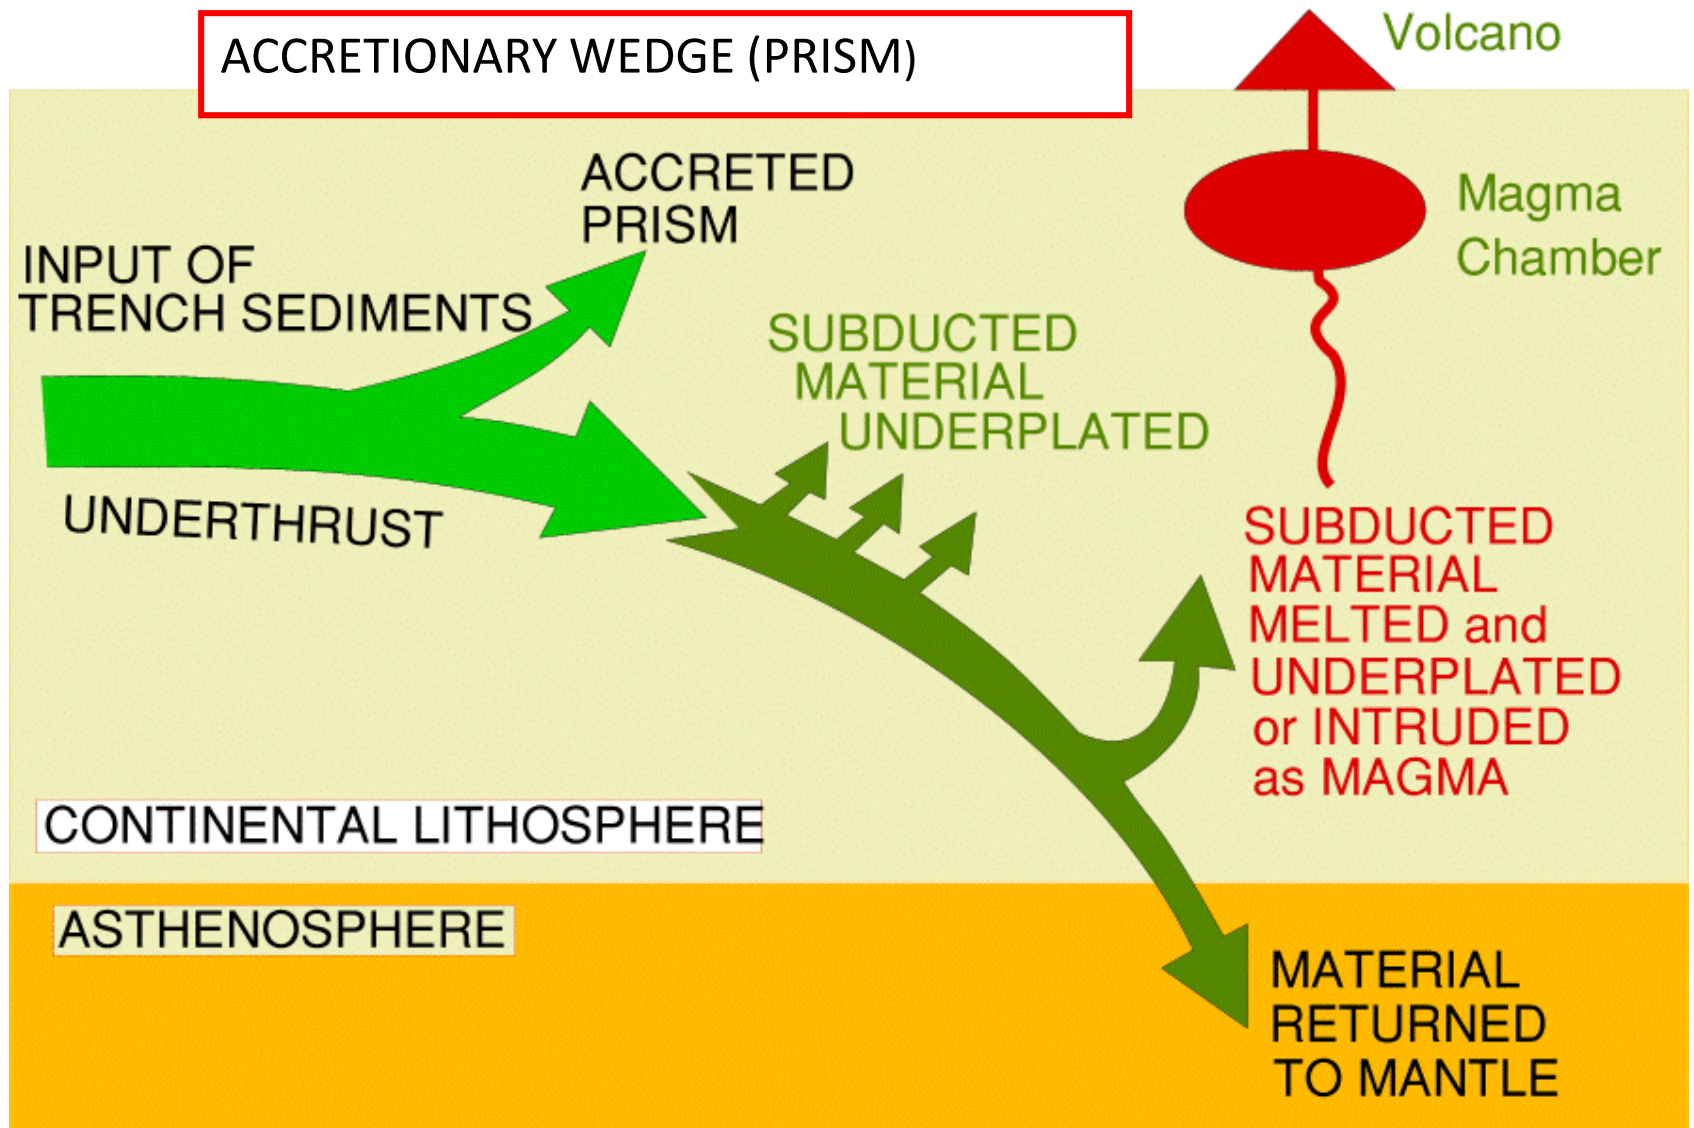 ACCRETIONARY WEDGE (PRISM)
Volcano
ACCRETED
PRISM
Magma
Chamber
INPUT OF
TRENCH SEDIMENTS
SUBDUCTED
MATERIAL
UNDERPLATED
UNDERTHRUST
SUBDUCTED
MATERIAL
MELTED and
UNDERPLATED
or INTRUDED
as MAGMA
CONTINENTAL LITHOSPHERE
ASTHENOSPHERE
MATERIAL
RETURNED
TO MANTLE